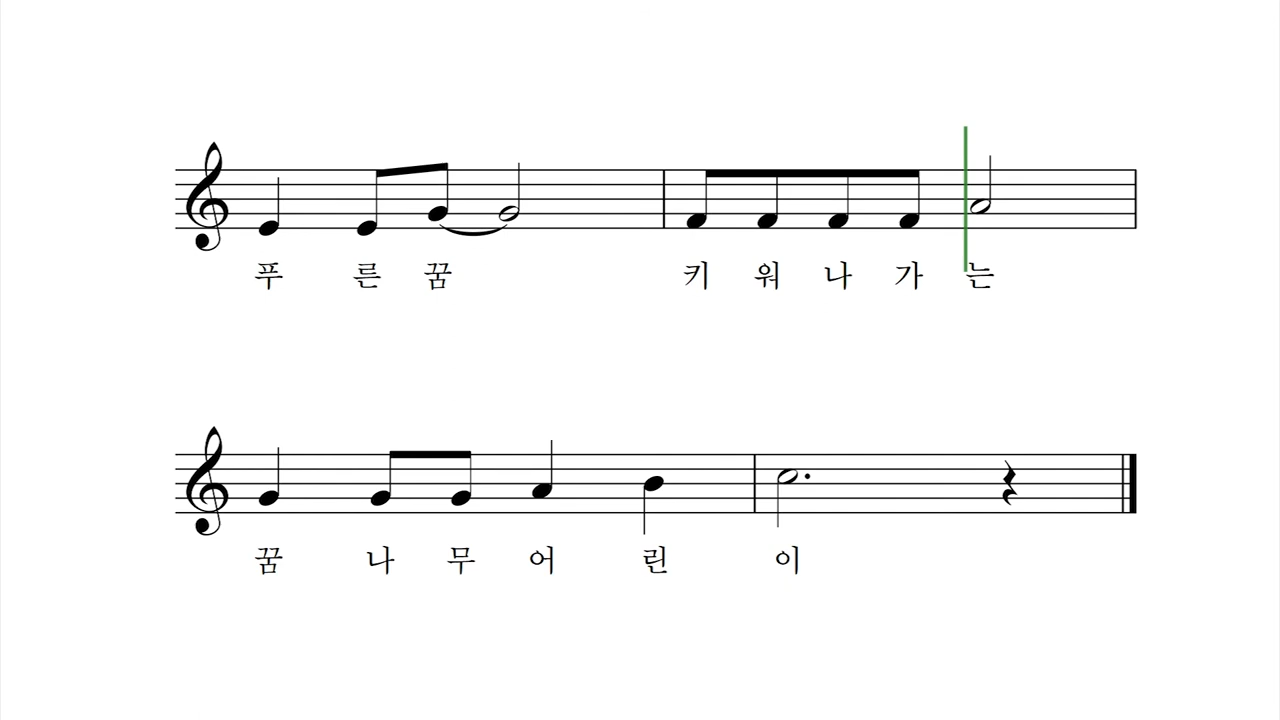 푸 른 꿈 키 워 나 가 는
꿈 나 무 어 린 이